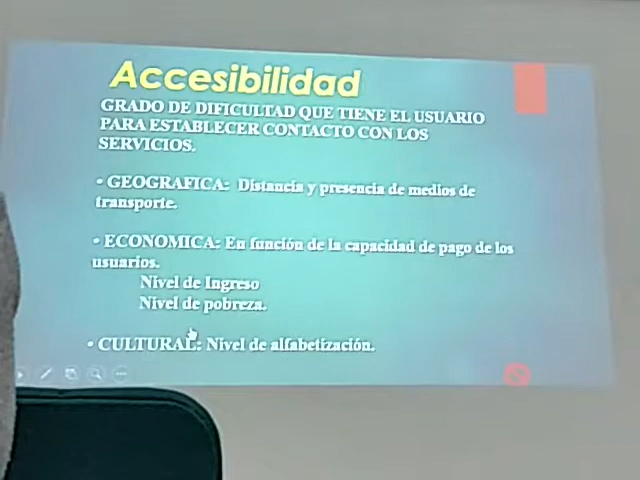 Accesibilidad
GRADO DE DIFICULTAD QUE TIENE EL USUARIO
PARA ESTABLECER CONTACTO CON LOS
SERVICIOS.
• GEOGRAFICA: Distancia y presencia de medios de
transporte.
• ECONOMICA: En función de la capacidad de pago de los
usuarios.
Nivel de Ingreso
Nivel de pobreza.
• CULTURAL: Nivel de alfabetización.